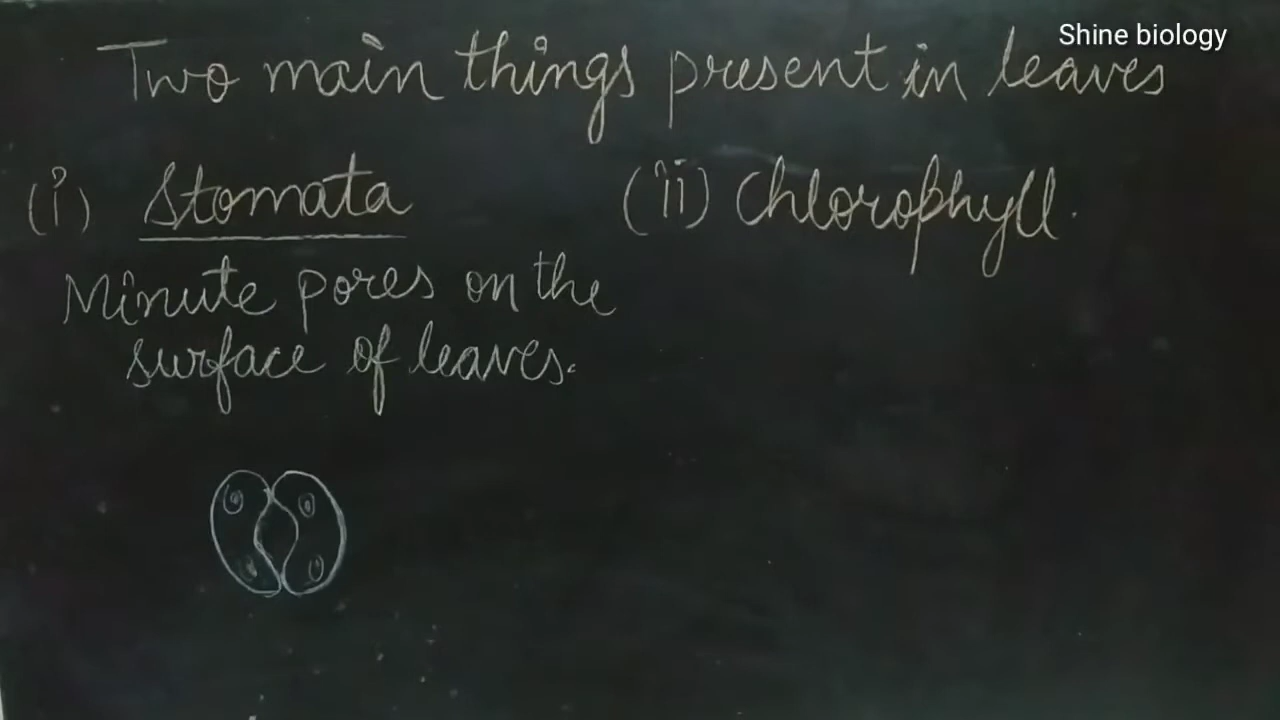 Shine biology
Two main things present in leaves
(i) Stomata
(ii) Chlorophyll.
Minute pores on the
surface of leaves.